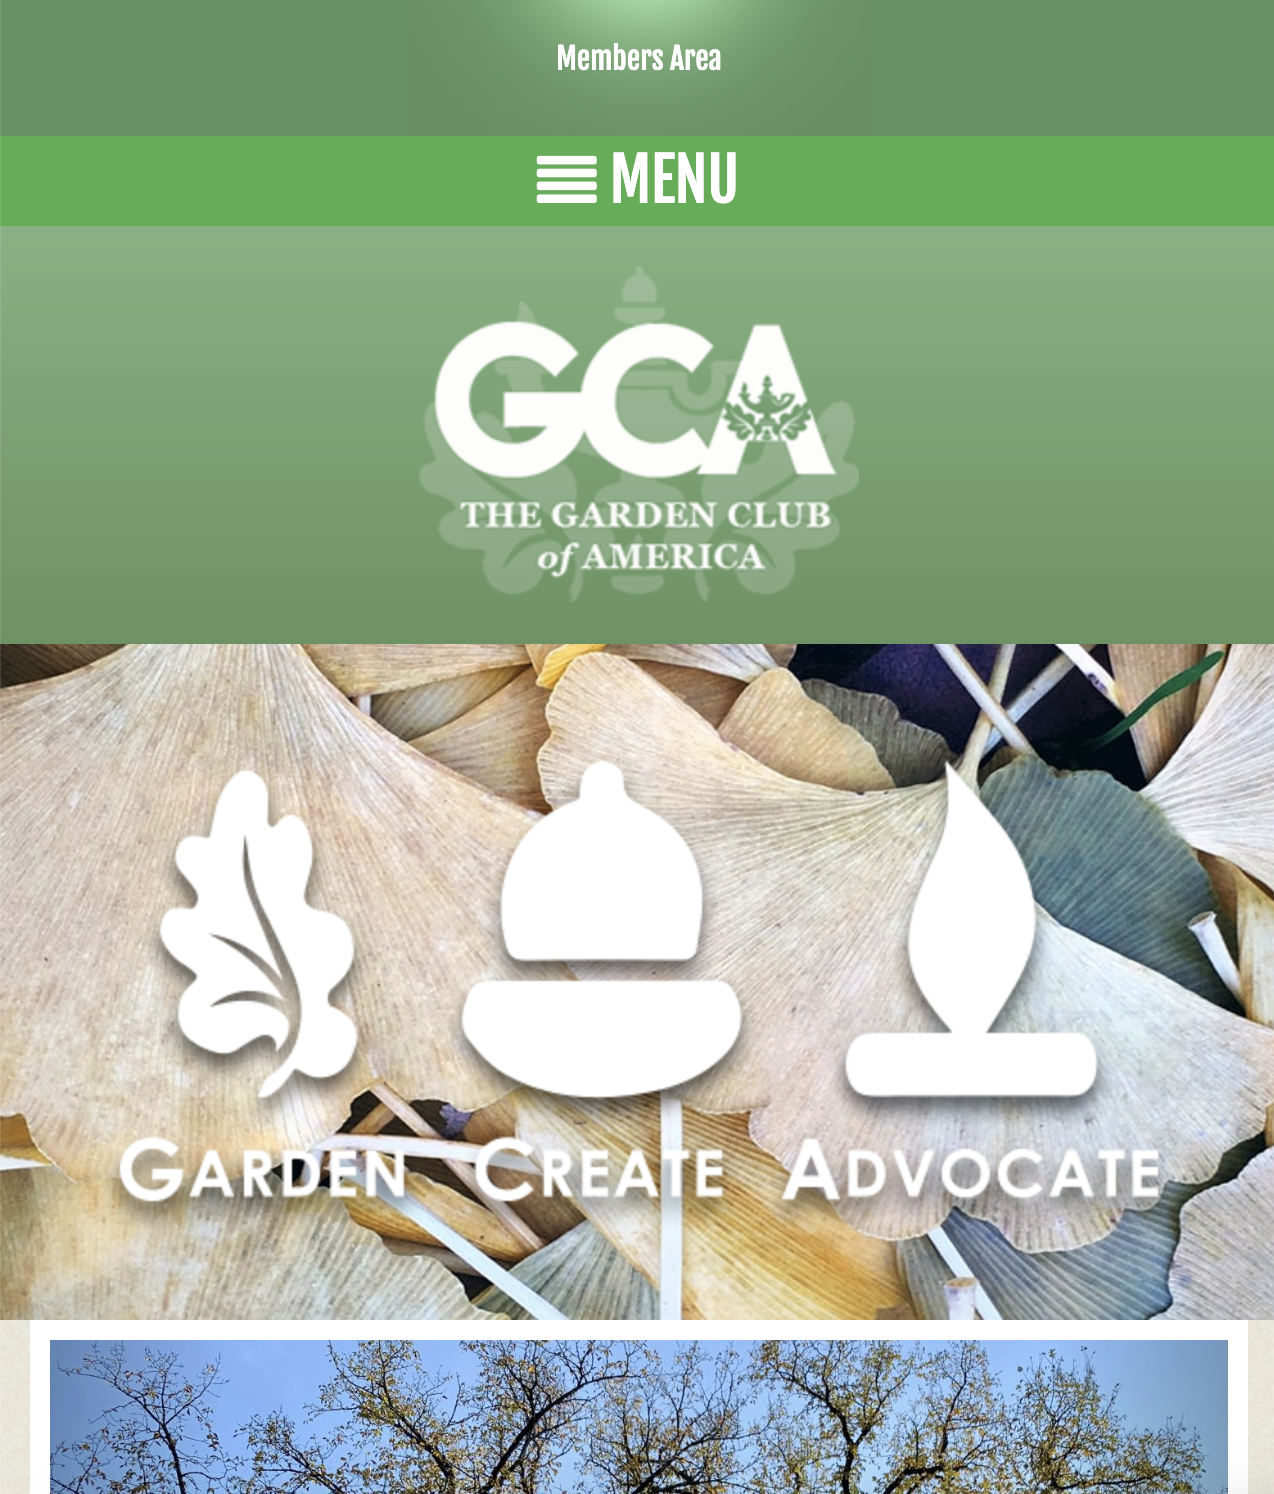 Members Area
MENU
GCA
THE GARDEN CLUB
of AMERICA
GARDEN CREATE ADVOCATE